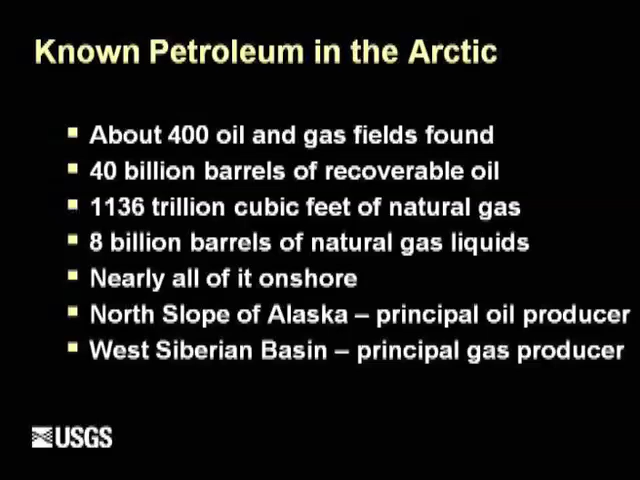 Known Petroleum in the Arctic
About 400 oil and gas fields found
40 billion barrels of recoverable oil
1136 trillion cubic feet of natural gas
8 billion barrels of natural gas liquids
Nearly all of it onshore
North Slope of Alaska – principal oil producer
West Siberian Basin – principal gas producer
USGS